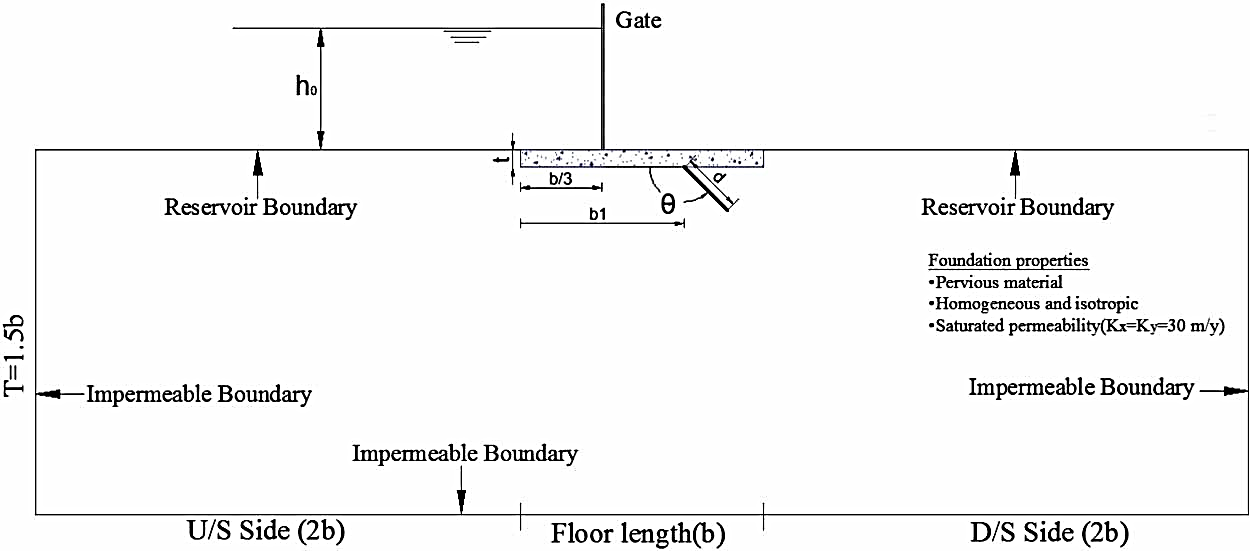 Gate
h₀
t
b/3
d
θ
b1
Reservoir Boundary
Reservoir Boundary
Foundation properties
•Pervious material
•Homogeneous and isotropic
•Saturated permeability(Kx=Ky=30 m/y)
T=1.5b
Impermeable Boundary
Impermeable Boundary
Impermeable Boundary
U/S Side (2b)
Floor length(b)
D/S Side (2b)